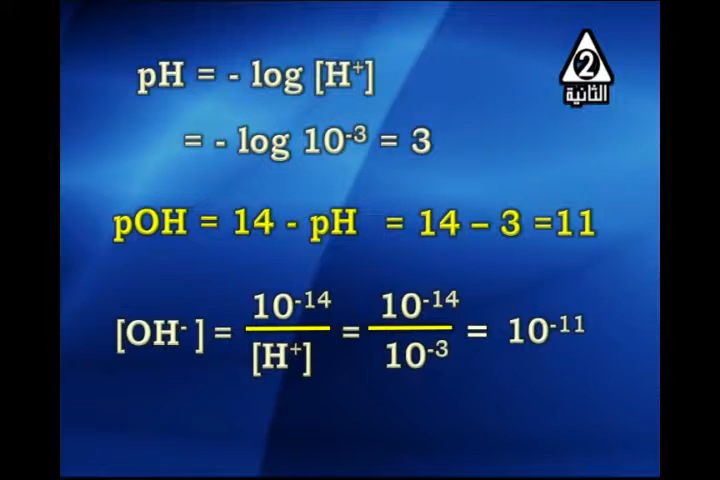 pH = - log [H⁺]
= - log 10⁻³ = 3
pOH = 14 - pH = 14 – 3 =11
[OH⁻ ] = 10⁻¹⁴ / [H⁺] = 10⁻¹⁴ / 10⁻³ = 10⁻¹¹
2
الثانية